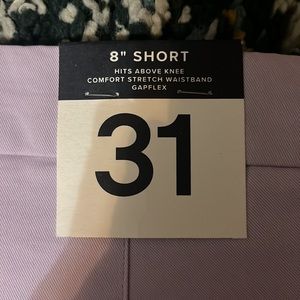 8" SHORT
HITS ABOVE KNEE
COMFORT STRETCH WAISTBAND
GAPFLEX
31